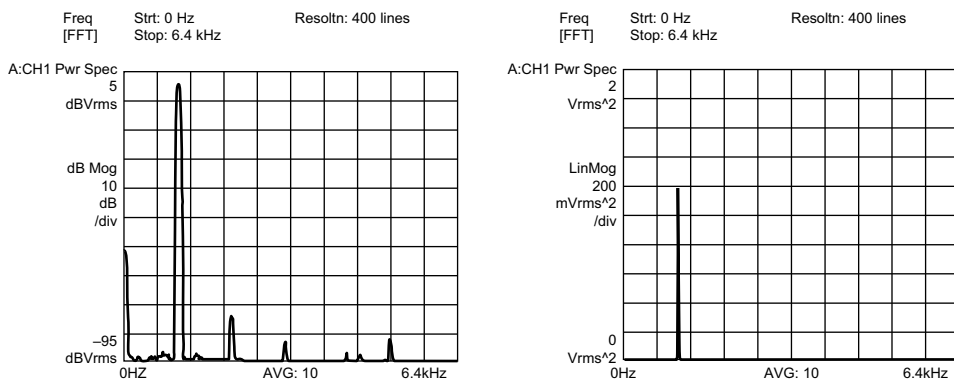 Freq Strt: 0 Hz Resoltn: 400 lines
[FFT] Stop: 6.4 kHz
A:CH1 Pwr Spec
5
dBVrms
dB Mog
10
dB
/div
–95
dBVrms
0HZ AVG: 10 6.4kHz
Freq Strt: 0 Hz Resoltn: 400 lines
[FFT] Stop: 6.4 kHz
A:CH1 Pwr Spec
2
Vrms^2
LinMog
200
mVrms^2
/div
0
Vrms^2
0Hz AVG: 10 6.4kHz